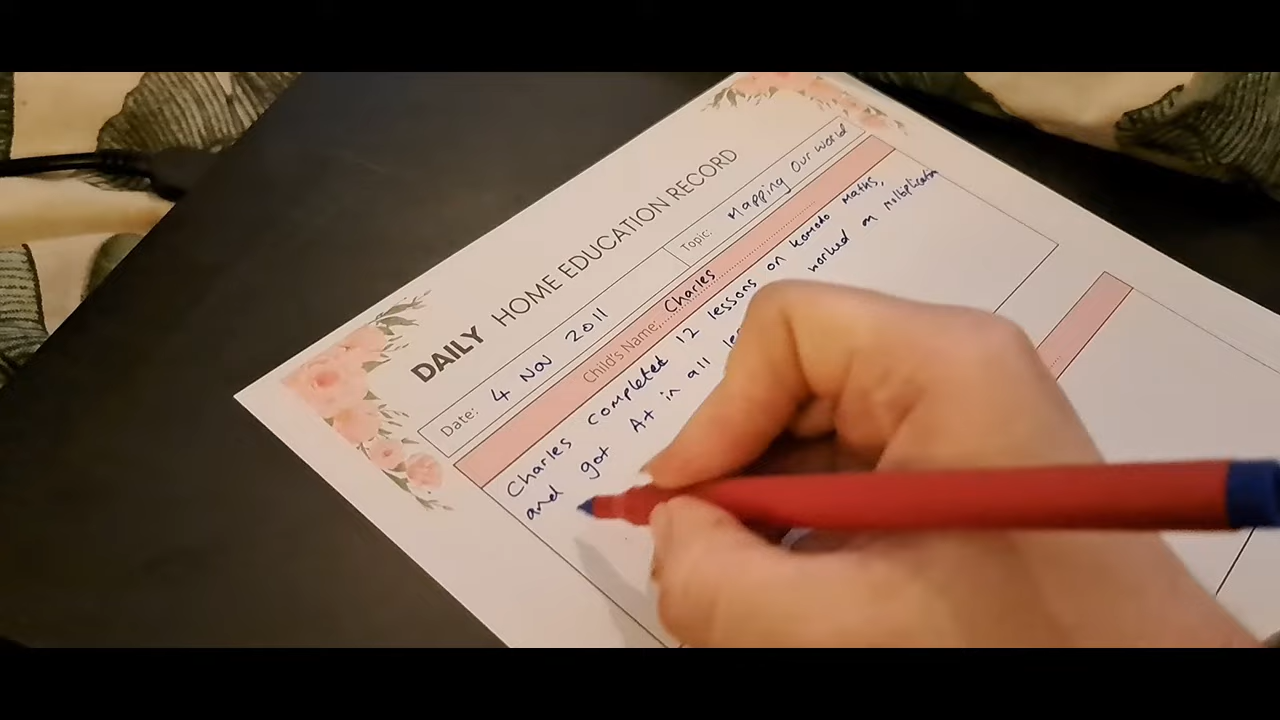 DAILY HOME EDUCATION RECORD
Date: 4 Nov 2011 Topic: Mapping Our World
Child's Name: Charles
Charles completed 12 lessons on komodo maths,
and got A+ in all worked on multiplication